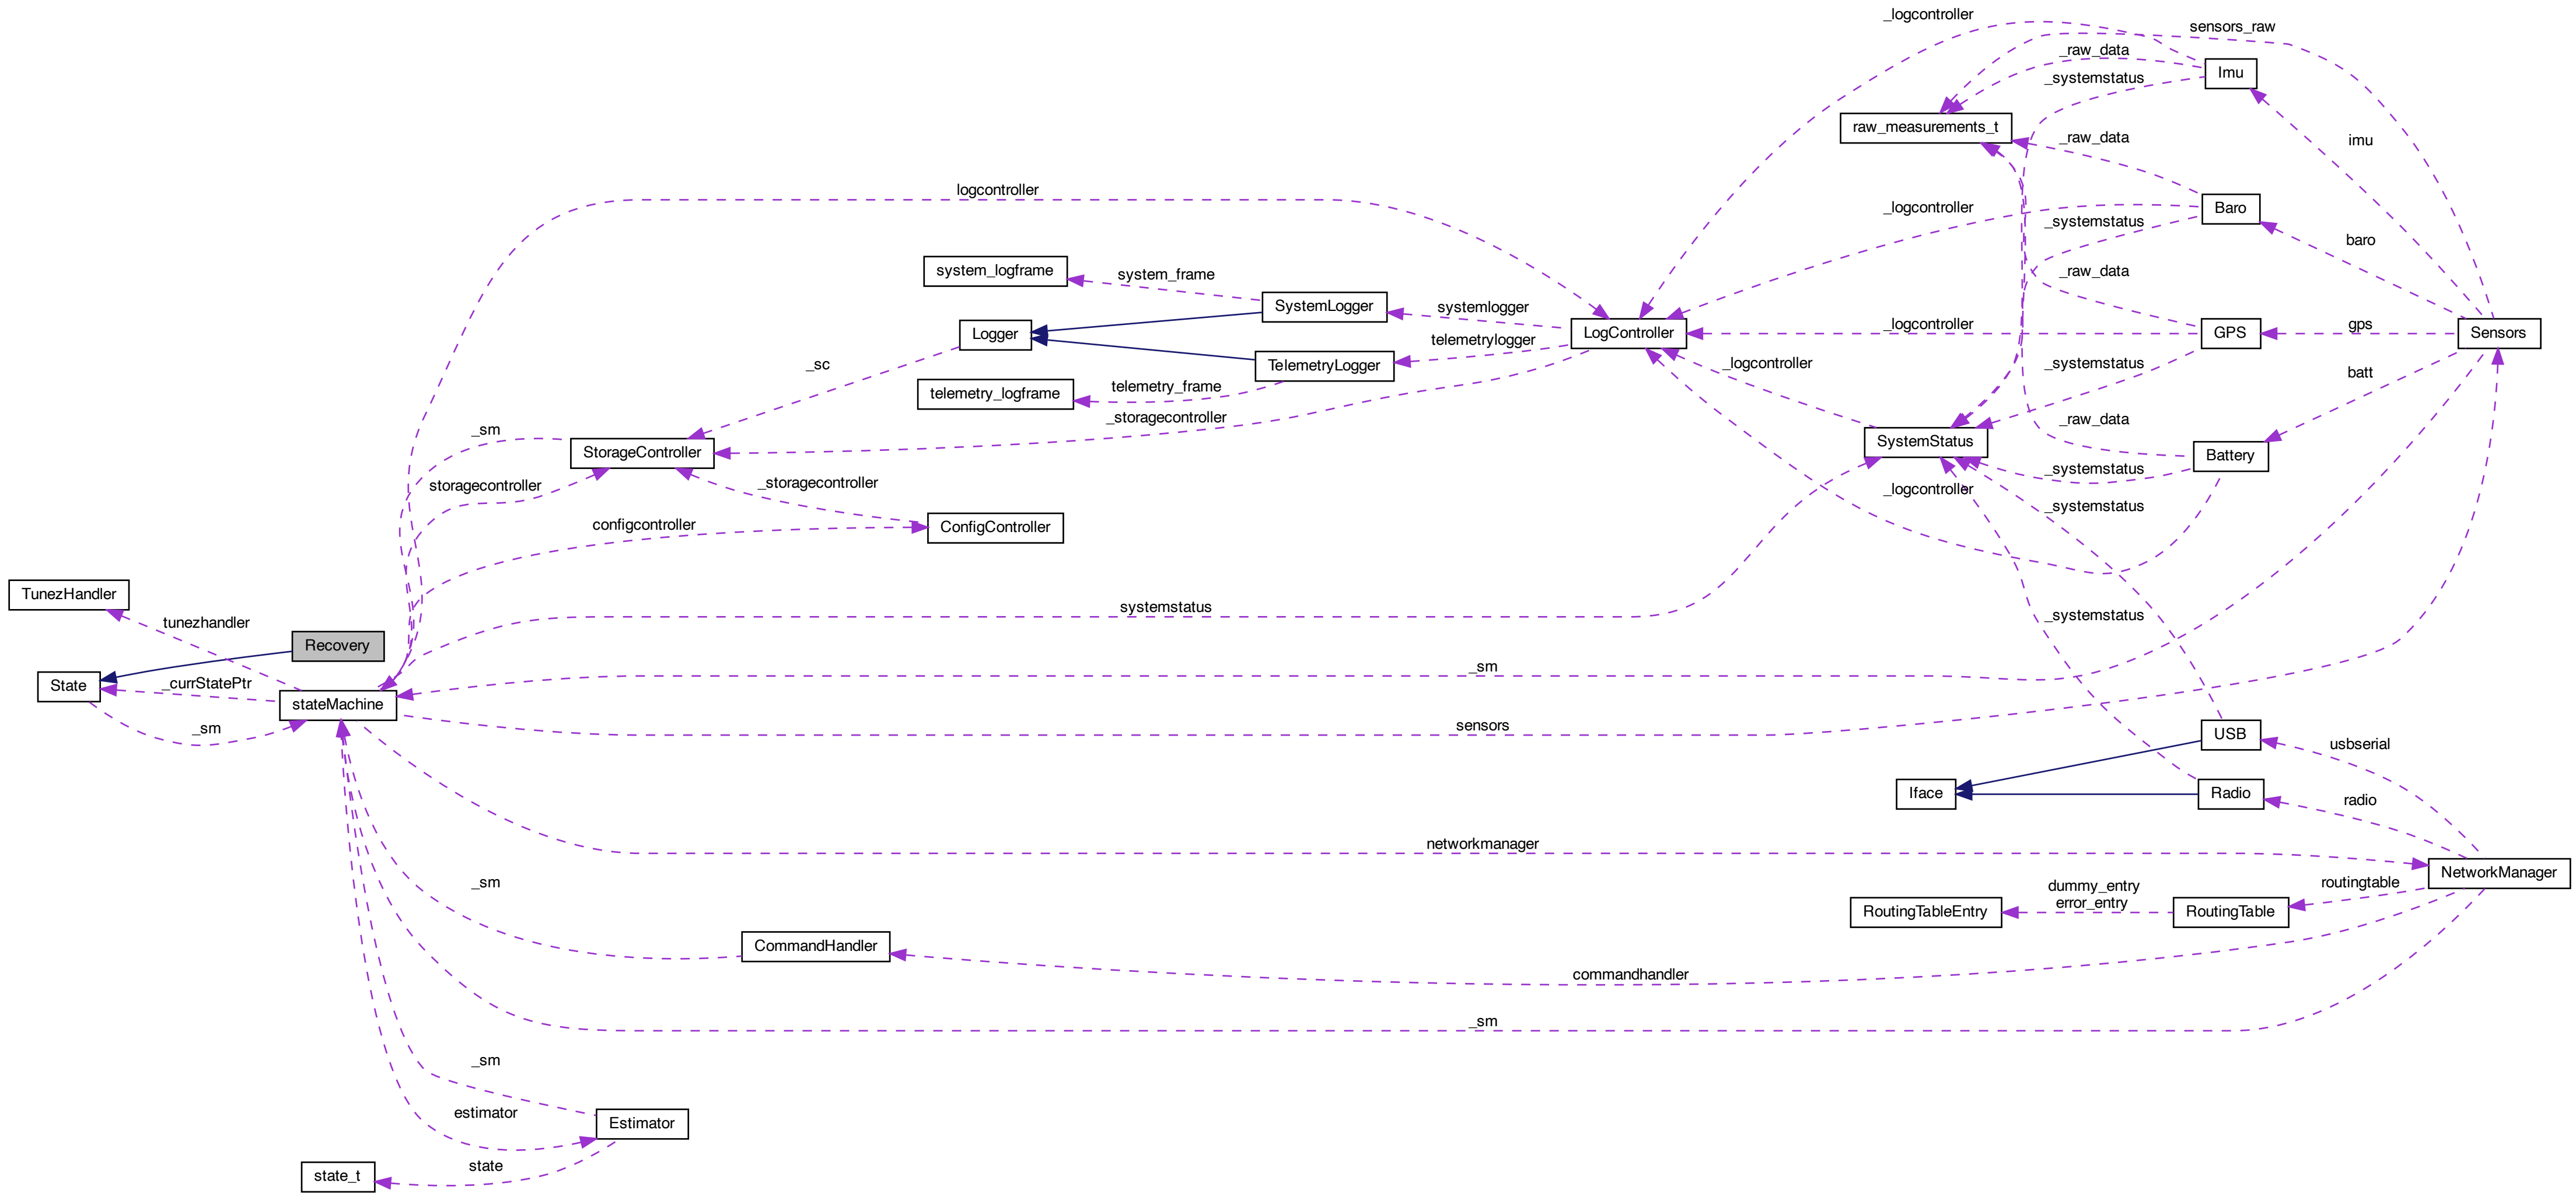 _logcontroller
sensors_raw
_raw_data
Imu
_systemstatus
raw_measurements_t
_raw_data
imu
logcontroller
_logcontroller
Baro
_systemstatus
baro
system_logframe
system_frame
_raw_data
SystemLogger
systemlogger
Logger
LogController
_logcontroller
GPS
gps
Sensors
telemetrylogger
_sc
TelemetryLogger
_logcontroller
_systemstatus
batt
telemetry_logframe
telemetry_frame
_storagecontroller
_raw_data
_sm
StorageController
SystemStatus
Battery
_systemstatus
storagecontroller
_storagecontroller
_logcontroller
_systemstatus
configcontroller
ConfigController
TunezHandler
systemstatus
_systemstatus
tunezhandler
Recovery
_sm
State
_currStatePtr
stateMachine
_sm
sensors
USB
usbserial
Iface
Radio
radio
networkmanager
NetworkManager
_sm
dummy_entry
error_entry
routingtable
RoutingTableEntry
RoutingTable
CommandHandler
commandhandler
_sm
_sm
estimator
Estimator
state
state_t